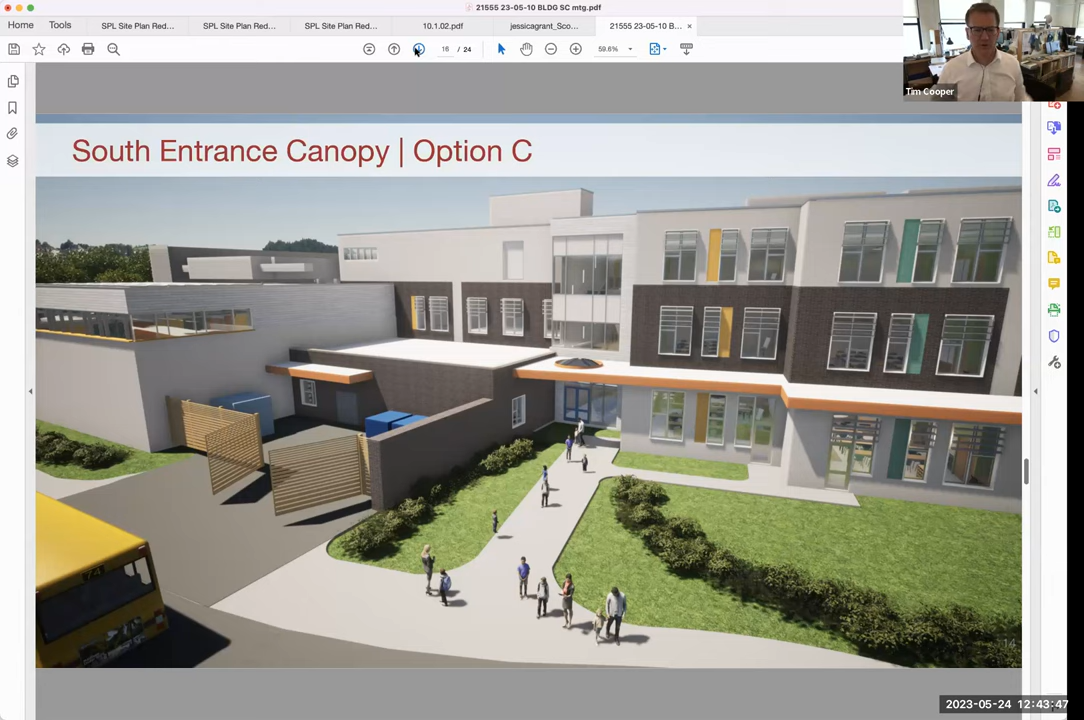 21555 23-05-10 BLDG SC mtg.pdf
Home
Tools
SPL Site Plan Red...
SPL Site Plan Red...
SPL Site Plan Red...
10.1.02.pdf
jessicagrant_Sco...
21555 23-05-10 B...
16 / 24
59.6%
Tim Cooper
South Entrance Canopy | Option C
74
14
2023-05-24 12:43:47